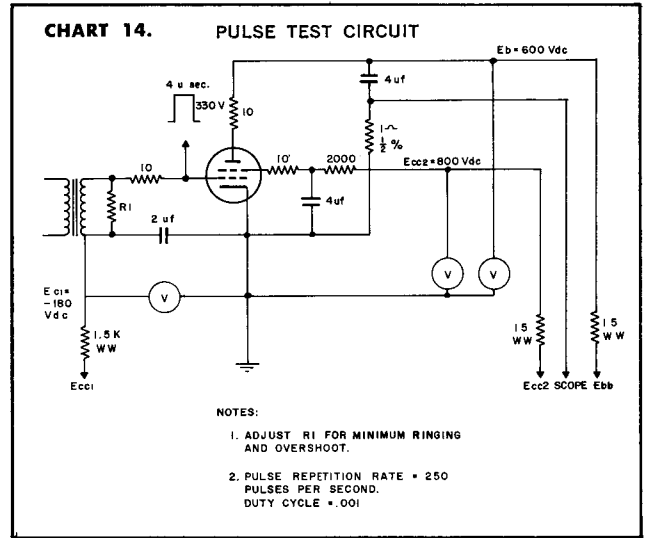 CHART 14. PULSE TEST CIRCUIT
Eb = 600 Vdc
4 u sec.
330 V
10
4 uf
1 Ω
1/2 %
10
R1
10'
2000
Ecc2 = 800 Vdc
4 uf
2 uf
V
V
V
E c1 =
-180
Vdc
1.5 K
WW
Ecc1
15
WW
15
WW
Ecc2 SCOPE Ebb
NOTES:
1. ADJUST R1 FOR MINIMUM RINGING
AND OVERSHOOT.
2. PULSE REPETITION RATE = 250
PULSES PER SECOND.
DUTY CYCLE = .001